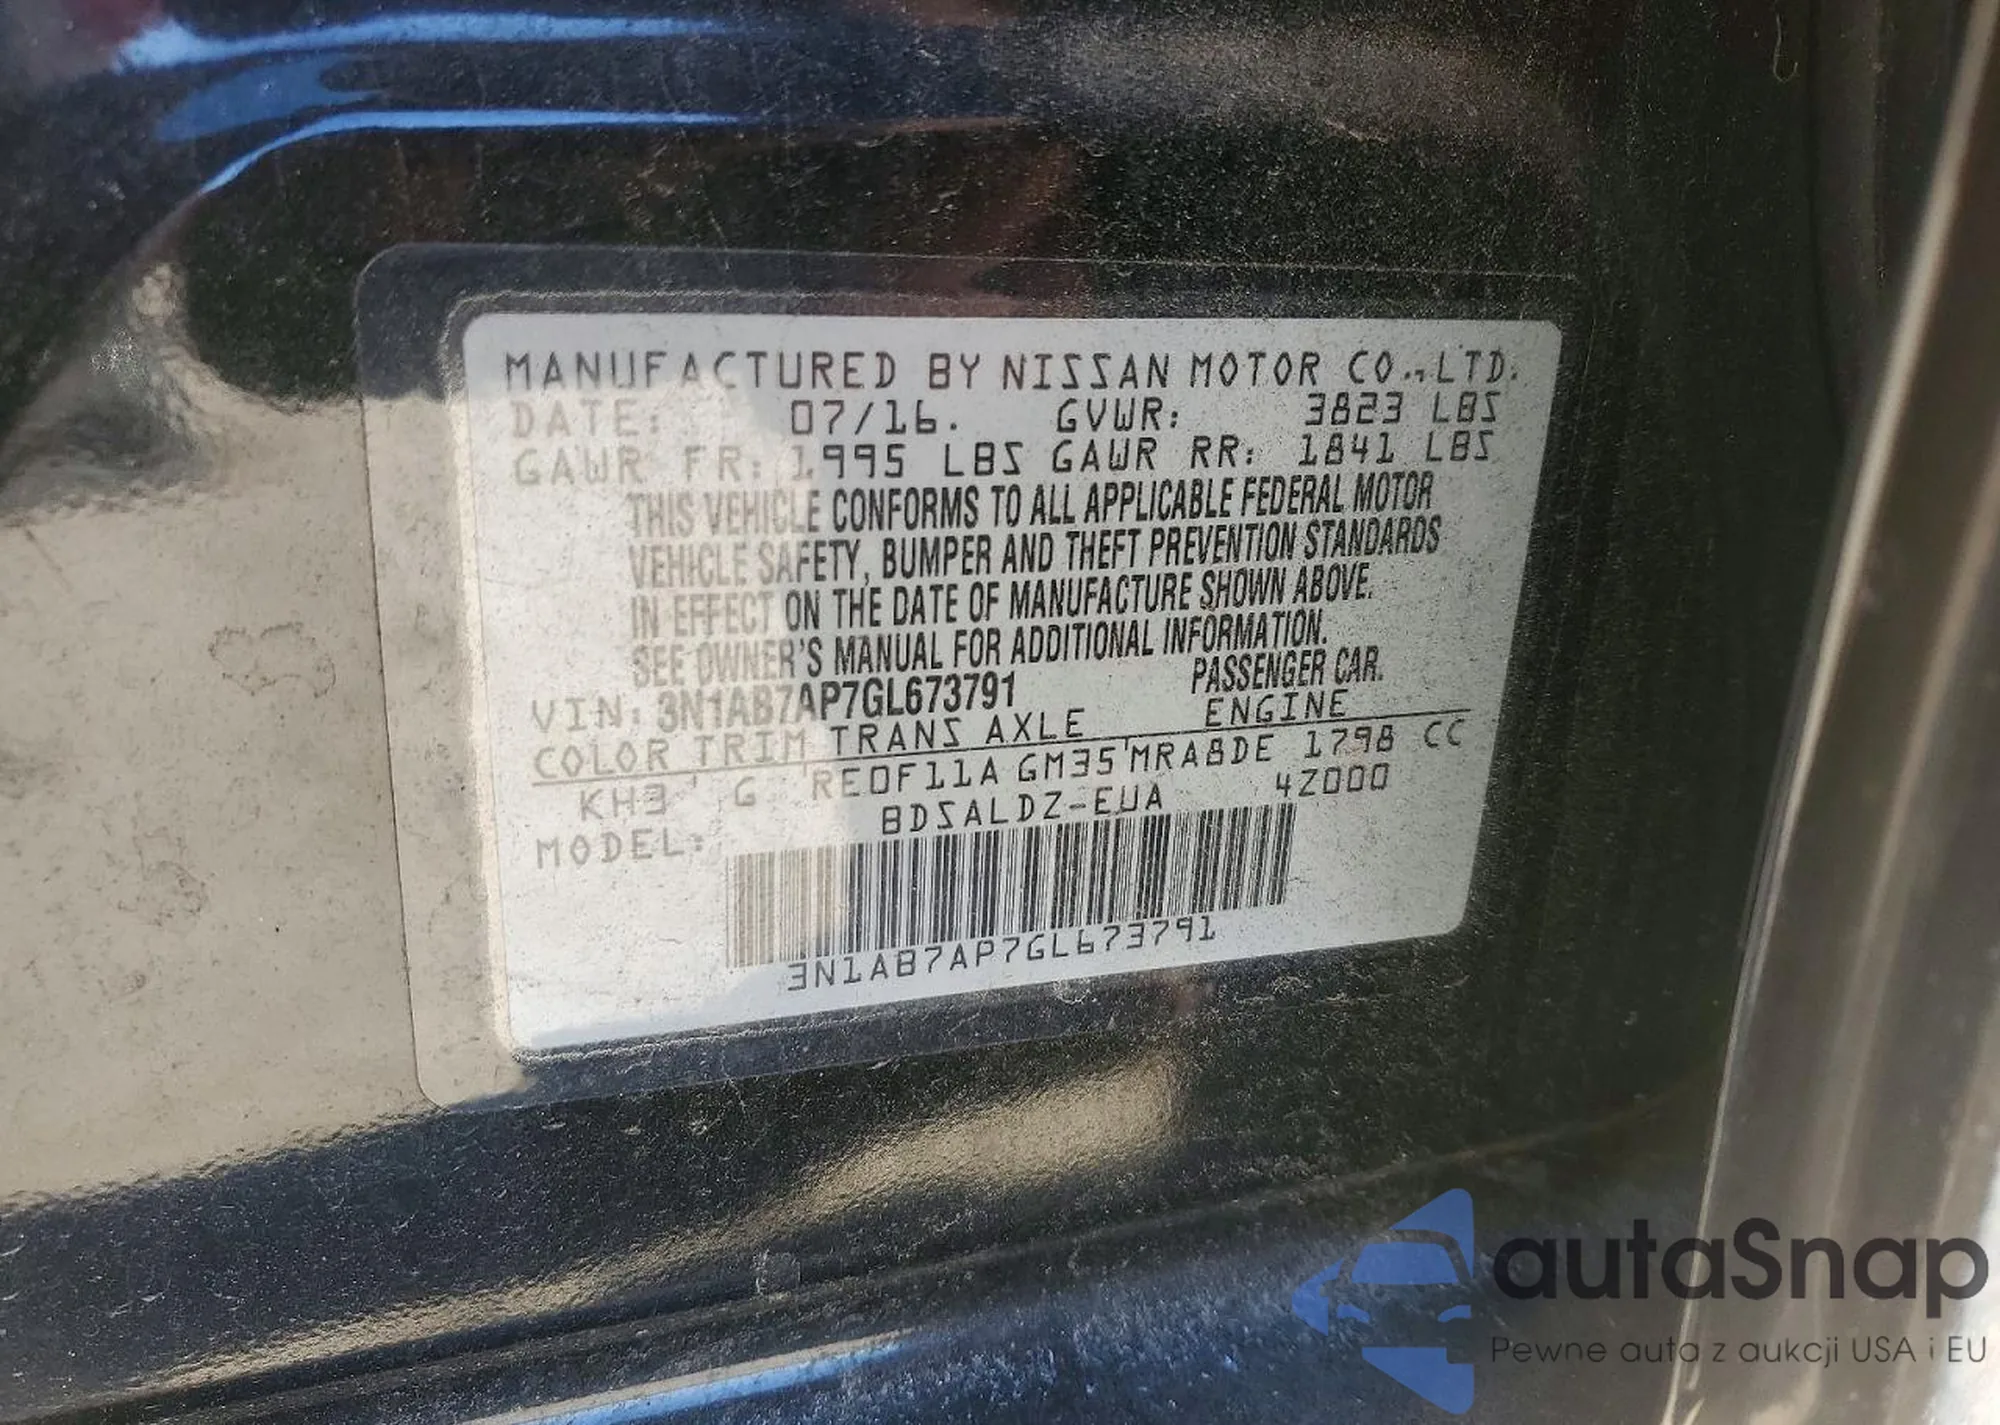 MANUFACTURED BY NISSAN MOTOR CO.,LTD.
DATE: 07/16. GVWR: 3823 LBS
GAWR FR: 1995 LBS GAWR RR: 1841 LBS
THIS VEHICLE CONFORMS TO ALL APPLICABLE FEDERAL MOTOR
VEHICLE SAFETY, BUMPER AND THEFT PREVENTION STANDARDS
IN EFFECT ON THE DATE OF MANUFACTURE SHOWN ABOVE.
SEE OWNER'S MANUAL FOR ADDITIONAL INFORMATION.
VIN: 3N1AB7AP7GL673791 PASSENGER CAR.
COLOR TRIM TRANS AXLE ENGINE
KH3 G RE0F11A GM35 MRA8DE 1798 CC
MODEL: BDSALDZ-EUA 4Z000
3N1AB7AP7GL673791
autaSnap
Pewne auta z aukcji USA i EU